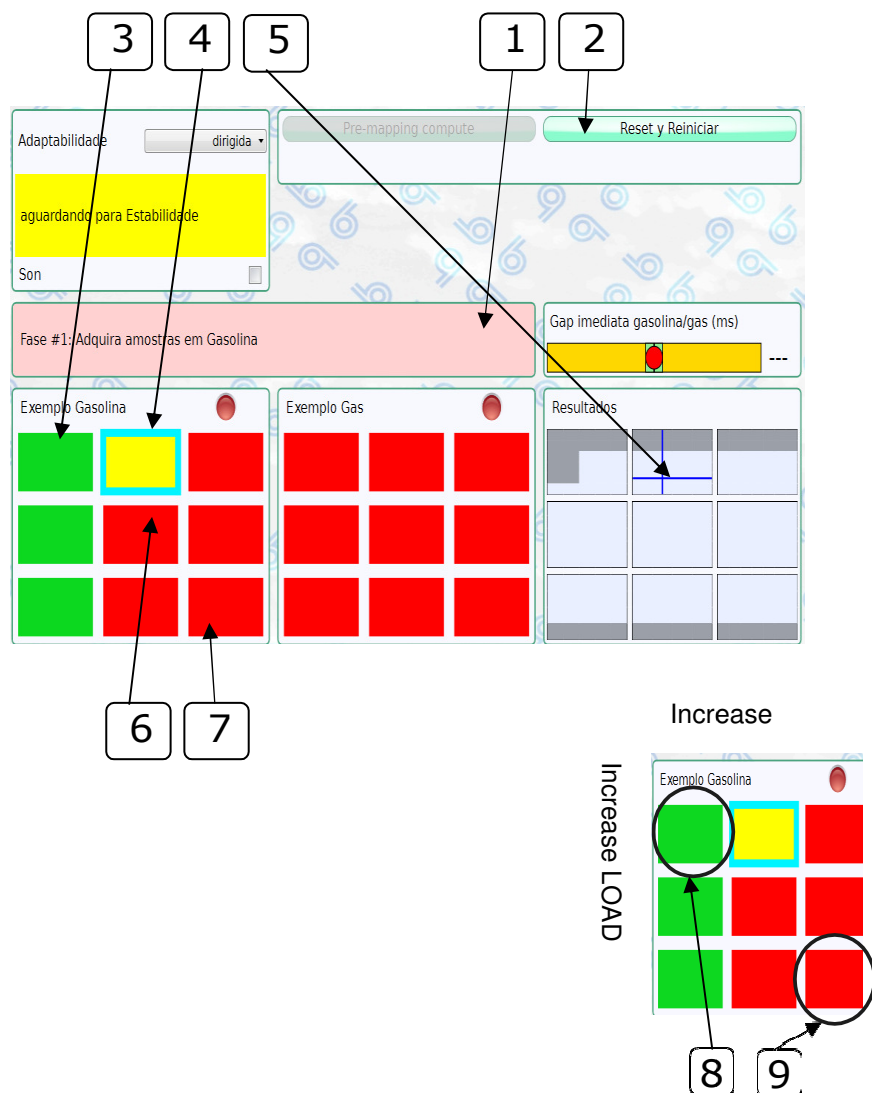 3 4 5 1 2
Adaptabilidade dirigida
Pre-mapping compute Reset y Reiniciar
aguardando para Estabilidade
Son
Fase #1: Adquira amostras em Gasolina
Gap imediata gasolina/gas (ms)
---
Exemplo Gasolina Exemplo Gas Resultados
6 7
Increase
Increase LOAD
Exemplo Gasolina
8 9